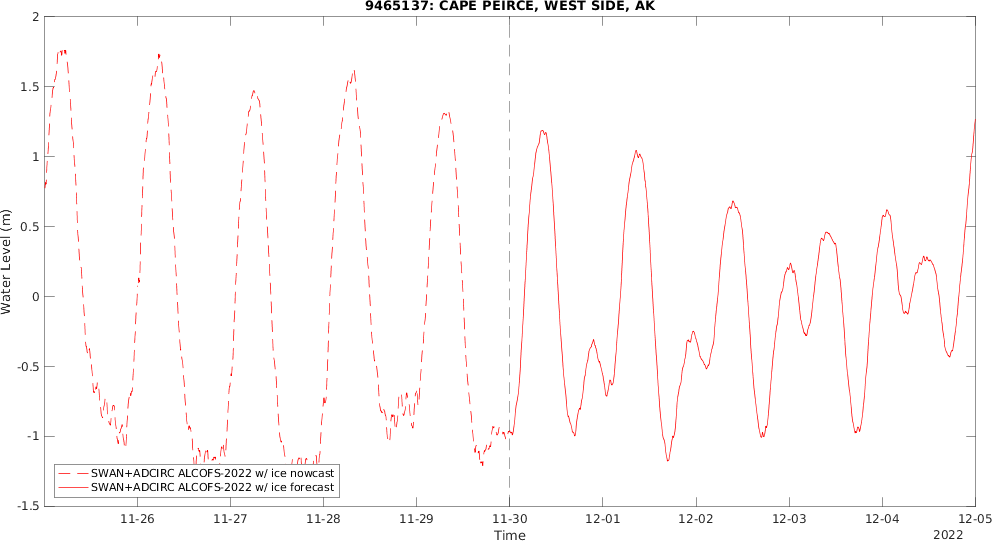 9465137: CAPE PEIRCE, WEST SIDE, AK
2
1.5
1
0.5
0
-0.5
-1
-1.5
Water Level (m)
SWAN+ADCIRC ALCOFS-2022 w/ ice nowcast
SWAN+ADCIRC ALCOFS-2022 w/ ice forecast
11-26 11-27 11-28 11-29 11-30 12-01 12-02 12-03 12-04 12-05
Time
2022